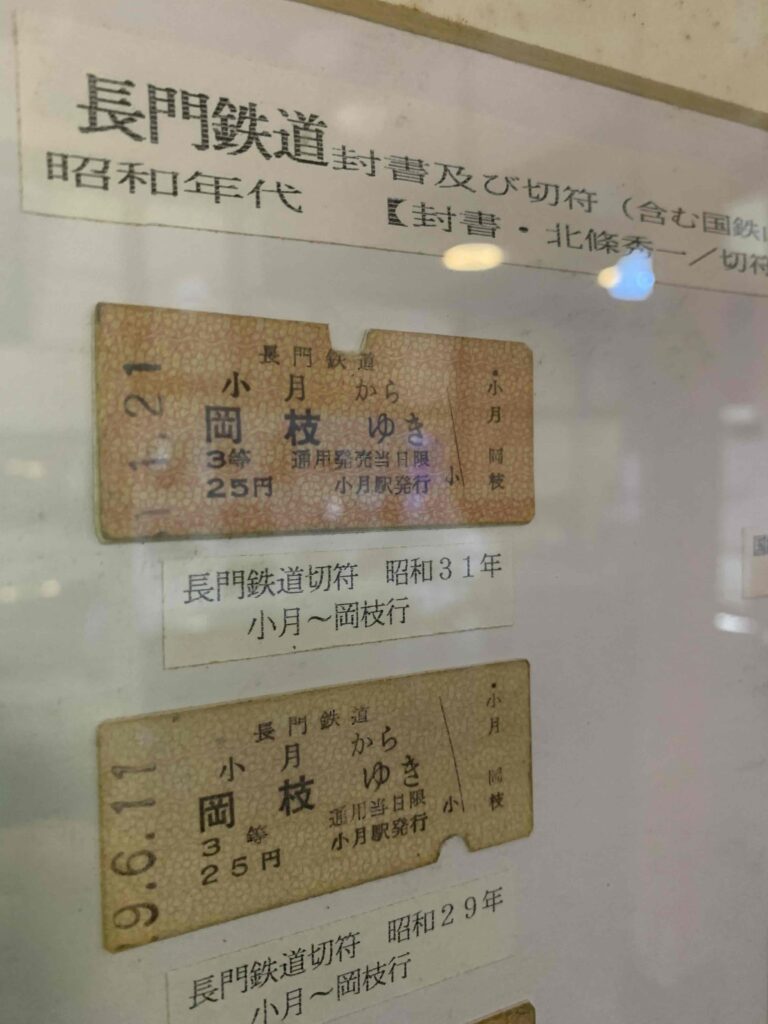 長門鉄道封書及び切符（含む国鉄
昭和年代　【封書・北條秀一／切符
1.21
長門鉄道
小月から
岡枝ゆき
3等　通用発売当日限
25円　小月駅発行　小
小月　岡枝
長門鉄道切符　昭和３１年
小月～岡枝行
9.6.11
長門鉄道
小月から
岡枝ゆき
3等　通用当日限
25円　小月駅発行　小
小月　岡枝
長門鉄道切符　昭和２９年
小月～岡枝行